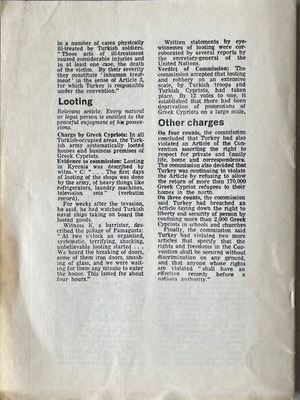 in a number of cases physically
ill-treated by Turkish soldiers.
"These acts of ill-treatment
caused considerable injuries and
in at least one case, the death
of the victim. By their severity
they constitute 'inhuman treat-
ment' in the sense of Article 3,
for which Turkey is responsible
under the convention."
Looting
Relevant article: Every natural
or legal person is entitled to the
peaceful enjoyment of his posses-
sions.
Charge by Greek Cypriots: In all
Turkish-occupied areas, the Turk-
ish army systematically looted
houses and business premises of
Greek Cypriots.
Evidence to commission: Looting
in Kyrenia was described by
witness C: ". . . The first days
of looting of the shops was done
by the army, of heavy things like
refrigerators, laundry machines,
television sets" (verbatim
record).
For weeks after the invasion,
he said, he had watched Turkish
naval ships taking on board the
looted goods.
Witness K, a barrister, des-
cribed the pillage of Famagusta:
"At two o'clock an organised,
systematic, terrifying, shocking,
unbelievable looting started . . .
We heard the breaking of doors,
some of them iron doors, smash-
ing of glass, and we were wait-
ing for them any minute to enter
the house. This lasted for about
four hours."
Written statements by eye-
witnesses of looting were cor-
roborated by several reports by
the secretary-general of the
United Nations.
Verdict of Commission: The
commission accepted that looting
and robbery on an extensive
scale, by Turkish troops and
Turkish Cypriots, had taken
place. By 12 votes to one, it
established that there had been
deprivation of possessions of
Greek Cypriots on a large scale.
Other charges
On four counts, the commission
concluded that Turkey had also
violated an Article of the Con-
vention asserting the right to
respect for private and family
life, home and correspondence.
The commission also decided that
Turkey was continuing to violate
the Article by refusing to allow
the return of more than 170,000
Greek Cypriot refugees to their
homes in the north.
On three counts, the commission
said Turkey had breached an
Article laying down the right to
liberty and security of person by
confining more than 2,000 Greek
Cypriots in schools and churches
Finally, the commission said
Turkey had violated two more
articles that specify that the
rights and freedoms in the Con-
vention shall be secured without
discrimination on any ground,
and that anyone whose rights
are violated "shall have an
effective remedy before a
national authority."